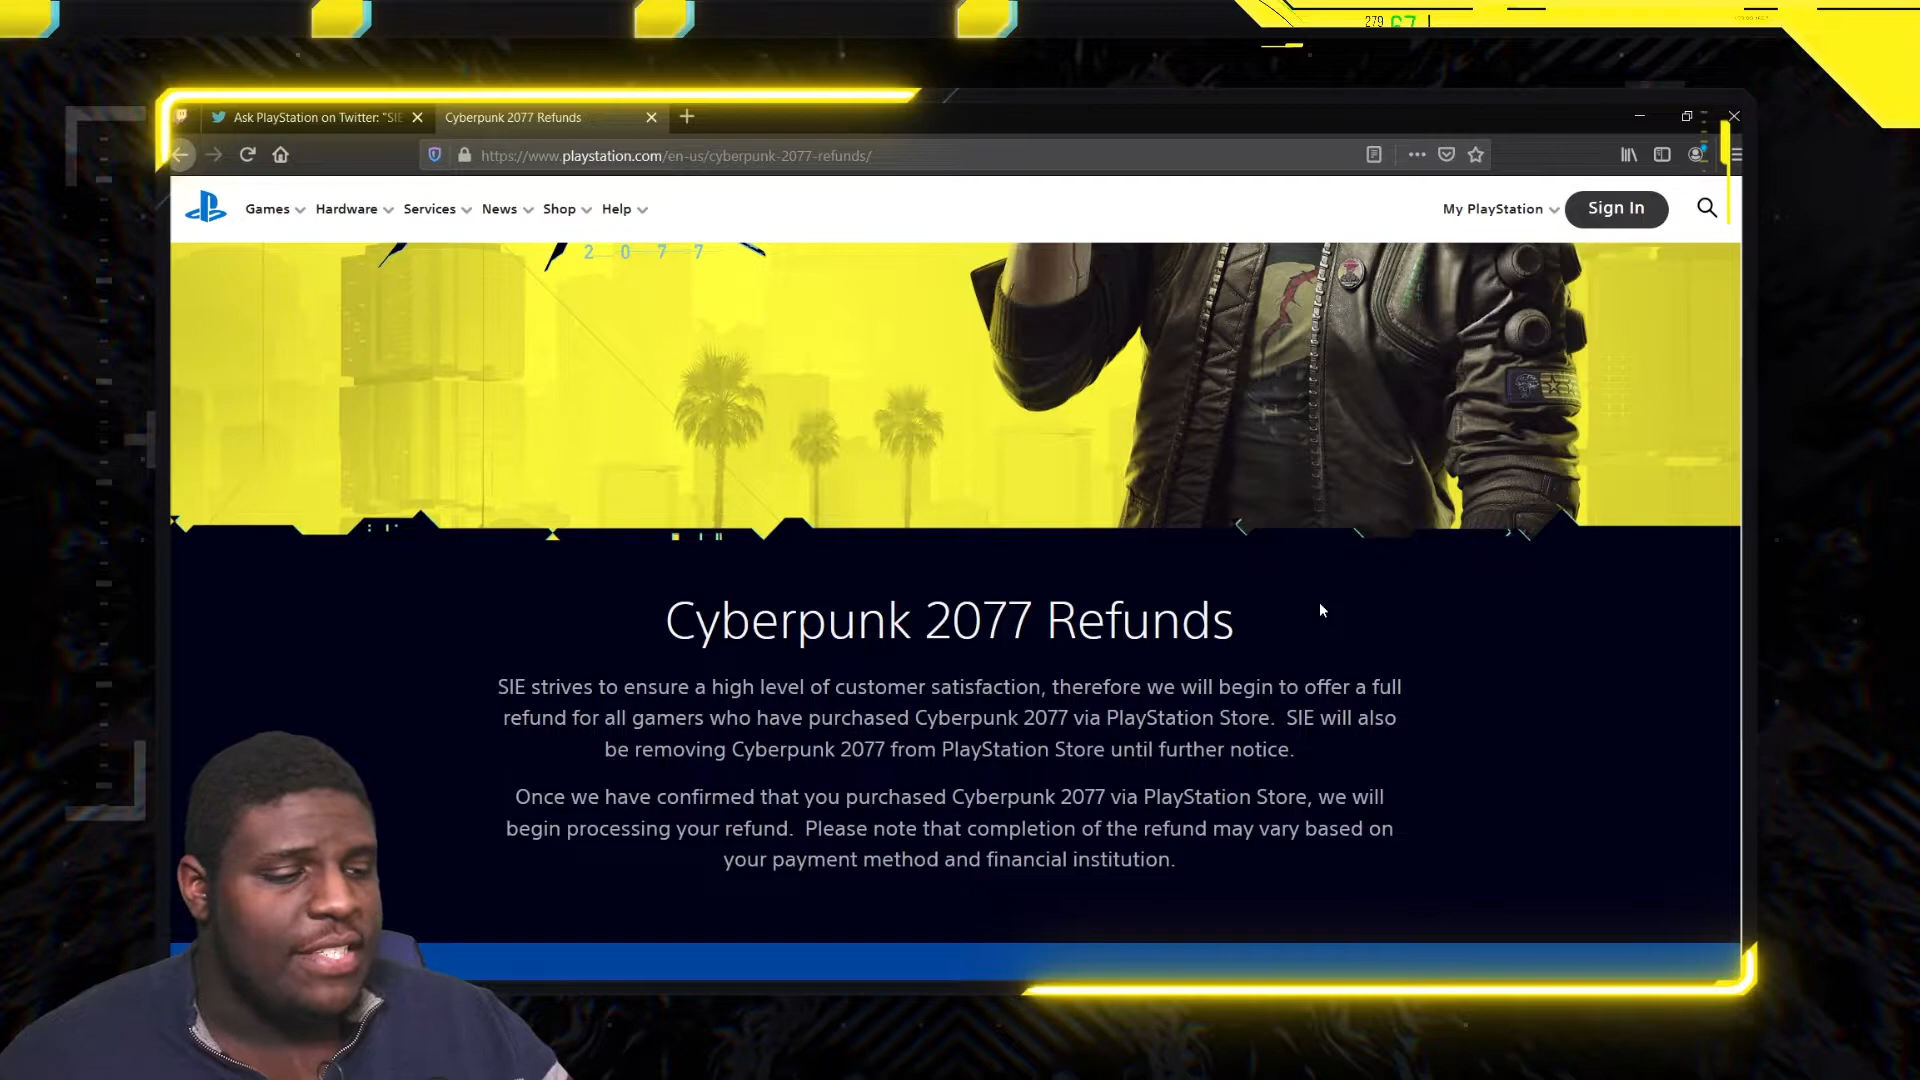 279 67
Ask PlayStation on Twitter: "SIE
Cyberpunk 2077 Refunds
https://www.playstation.com/en-us/cyberpunk-2077-refunds/
Games Hardware Services News Shop Help My PlayStation Sign In
2077
Cyberpunk 2077 Refunds
SIE strives to ensure a high level of customer satisfaction, therefore we will begin to offer a full
refund for all gamers who have purchased Cyberpunk 2077 via PlayStation Store. SIE will also
be removing Cyberpunk 2077 from PlayStation Store until further notice.
Once we have confirmed that you purchased Cyberpunk 2077 via PlayStation Store, we will
begin processing your refund. Please note that completion of the refund may vary based on
your payment method and financial institution.